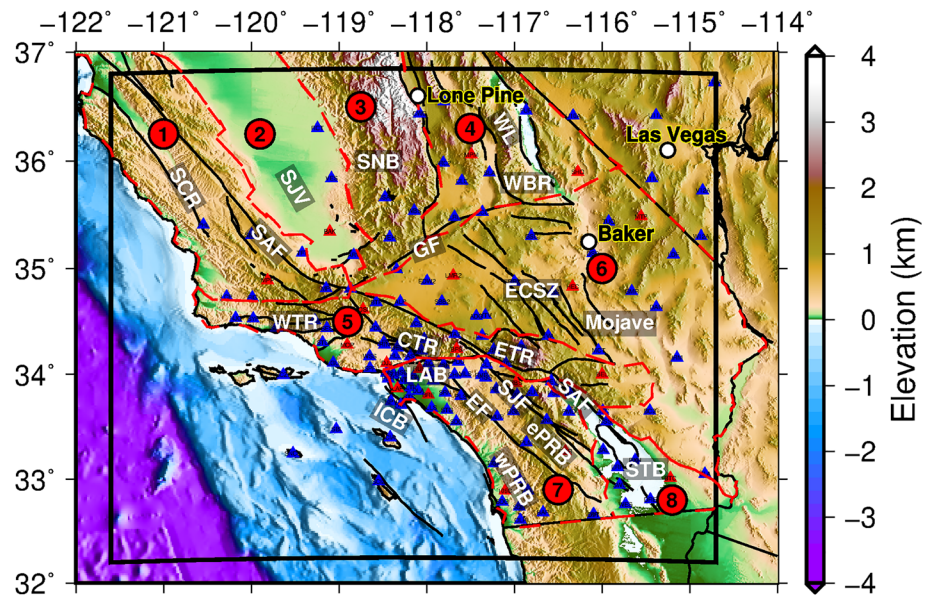 −122° −121° −120° −119° −118° −117° −116° −115° −114°
37°
36°
35°
34°
33°
32°
Lone Pine
3
4
1
2
WL
Las Vegas
SNB
SCR
SJV
WBR
SAF
GF
Baker
6
ECSZ
WTR
5
Mojave
CTR
ETR
LAB
SJF
SAF
ICB
EF
ePRB
wPRB
STB
7
8
4
3
2
1
0
−1
−2
−3
−4
Elevation (km)